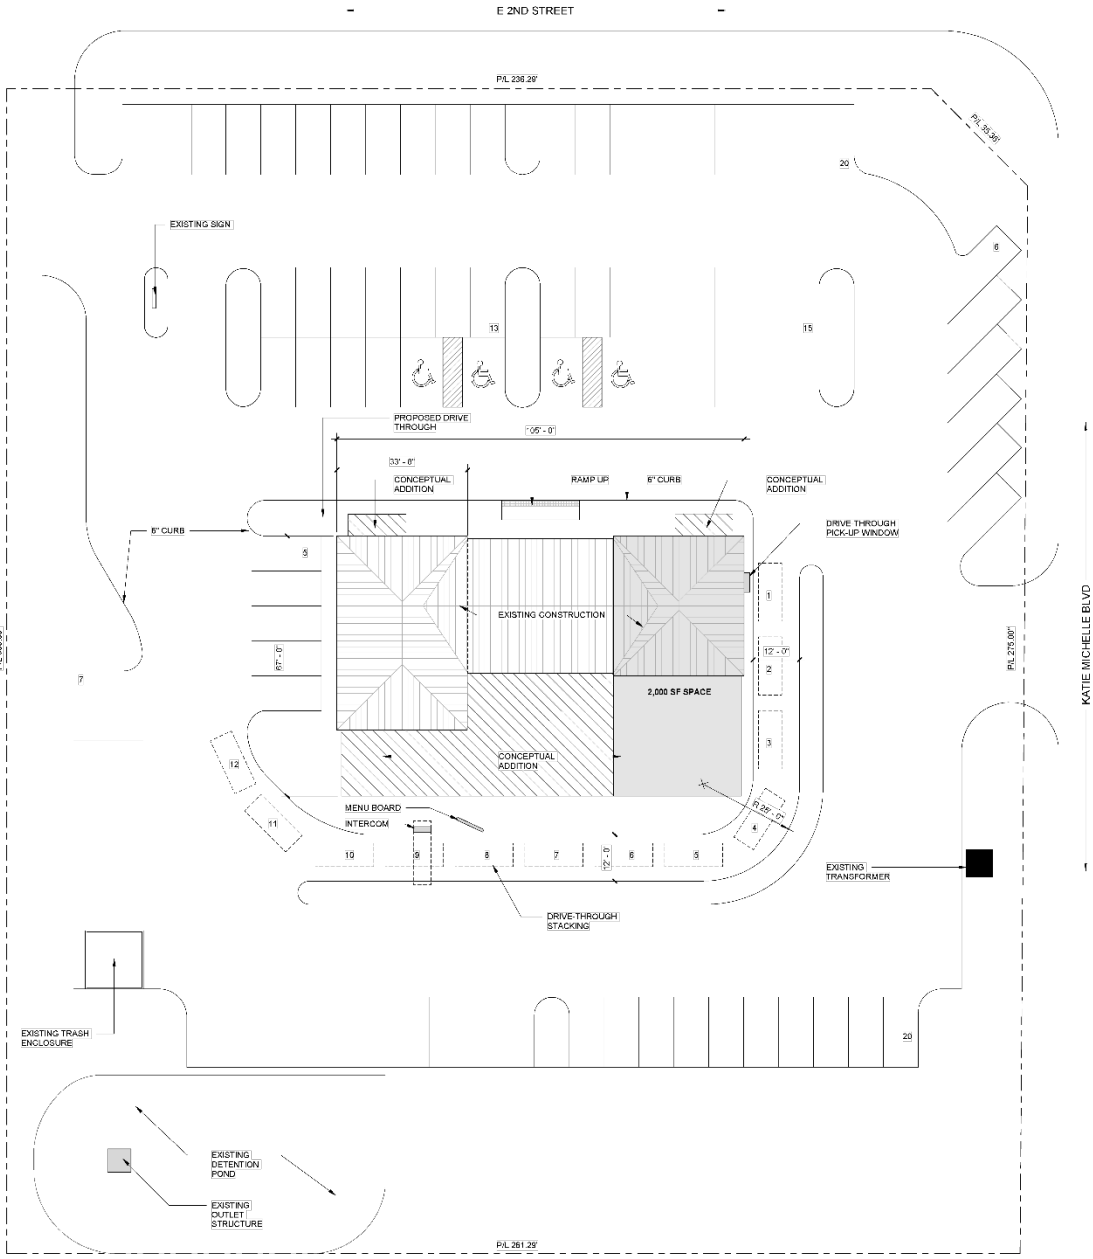 E 2ND STREET
P/L 236.29'
P/L 35.36'
20
EXISTING SIGN
6
13
15
PROPOSED DRIVE
THROUGH
105' - 0"
33' - 8"
CONCEPTUAL
ADDITION
RAMP UP
6" CURB
CONCEPTUAL
ADDITION
DRIVE THROUGH
PICK-UP WINDOW
6" CURB
5
1
EXISTING CONSTRUCTION
KATIE MICHELLE BLVD
P/L 275.00'
67' - 0"
12' - 0"
2
7
2,000 SF SPACE
3
CONCEPTUAL
ADDITION
12
MENU BOARD
INTERCOM
11
R 25' - 0"
4
10
9
8
7
12' - 0"
6
5
EXISTING
TRANSFORMER
DRIVE-THROUGH
STACKING
EXISTING TRASH
ENCLOSURE
20
EXISTING
DETENTION
POND
EXISTING
OUTLET
STRUCTURE
P/L 261.29'